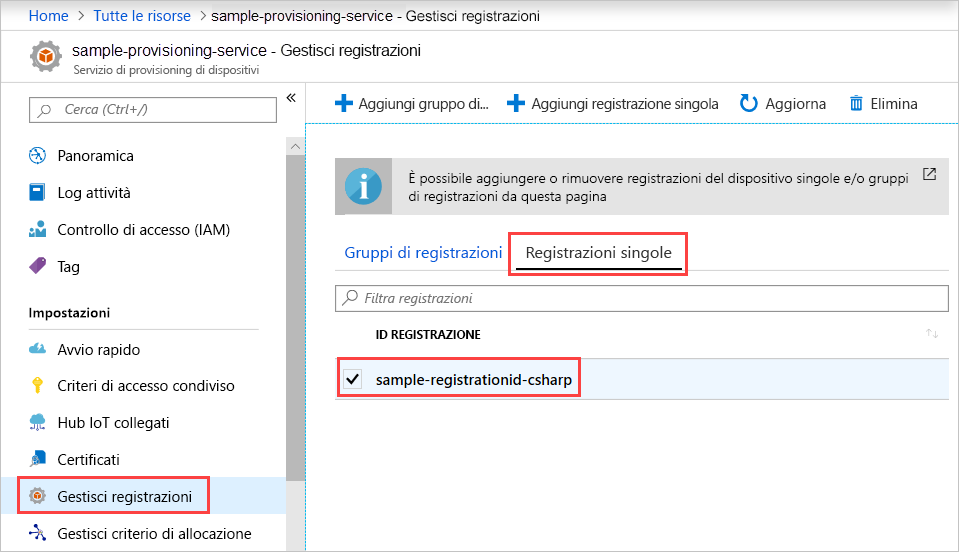 Home > Tutte le risorse > sample-provisioning-service - Gestisci registrazioni
sample-provisioning-service - Gestisci registrazioni
Servizio di provisioning di dispositivi
Cerca (Ctrl+/)
«
Panoramica
Log attività
Controllo di accesso (IAM)
Tag
Impostazioni
Avvio rapido
Criteri di accesso condiviso
Hub IoT collegati
Certificati
Gestisci registrazioni
Gestisci criterio di allocazione
Aggiungi gruppo di... Aggiungi registrazione singola Aggiorna Elimina
È possibile aggiungere o rimuovere registrazioni del dispositivo singole e/o gruppi
di registrazioni da questa pagina
Gruppi di registrazioni Registrazioni singole
Filtra registrazioni
ID REGISTRAZIONE
sample-registrationid-csharp